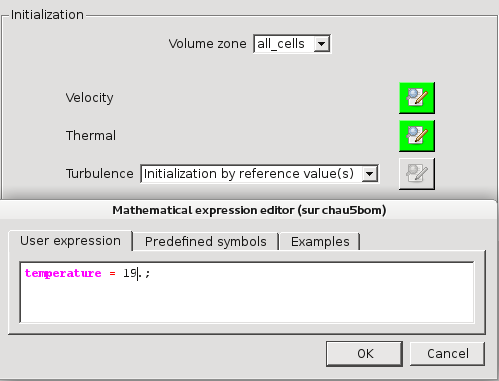 Initialization
Volume zone all_cells
Velocity
Thermal
Turbulence Initialization by reference value(s)
Mathematical expression editor (sur chau5bom)
User expression Predefined symbols Examples
temperature = 19.;
OK Cancel